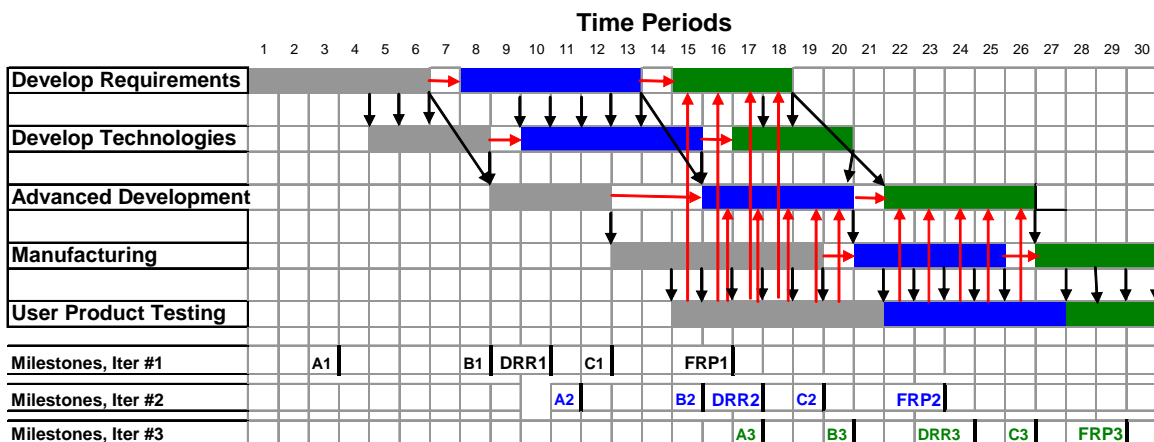 Time Periods
1 2 3 4 5 6 7 8 9 10 11 12 13 14 15 16 17 18 19 20 21 22 23 24 25 26 27 28 29 30
Develop Requirements
Develop Technologies
Advanced Development
Manufacturing
User Product Testing
Milestones, Iter #1 A1 B1 DRR1 C1 FRP1
Milestones, Iter #2 A2 B2 DRR2 C2 FRP2
Milestones, Iter #3 A3 B3 DRR3 C3 FRP3